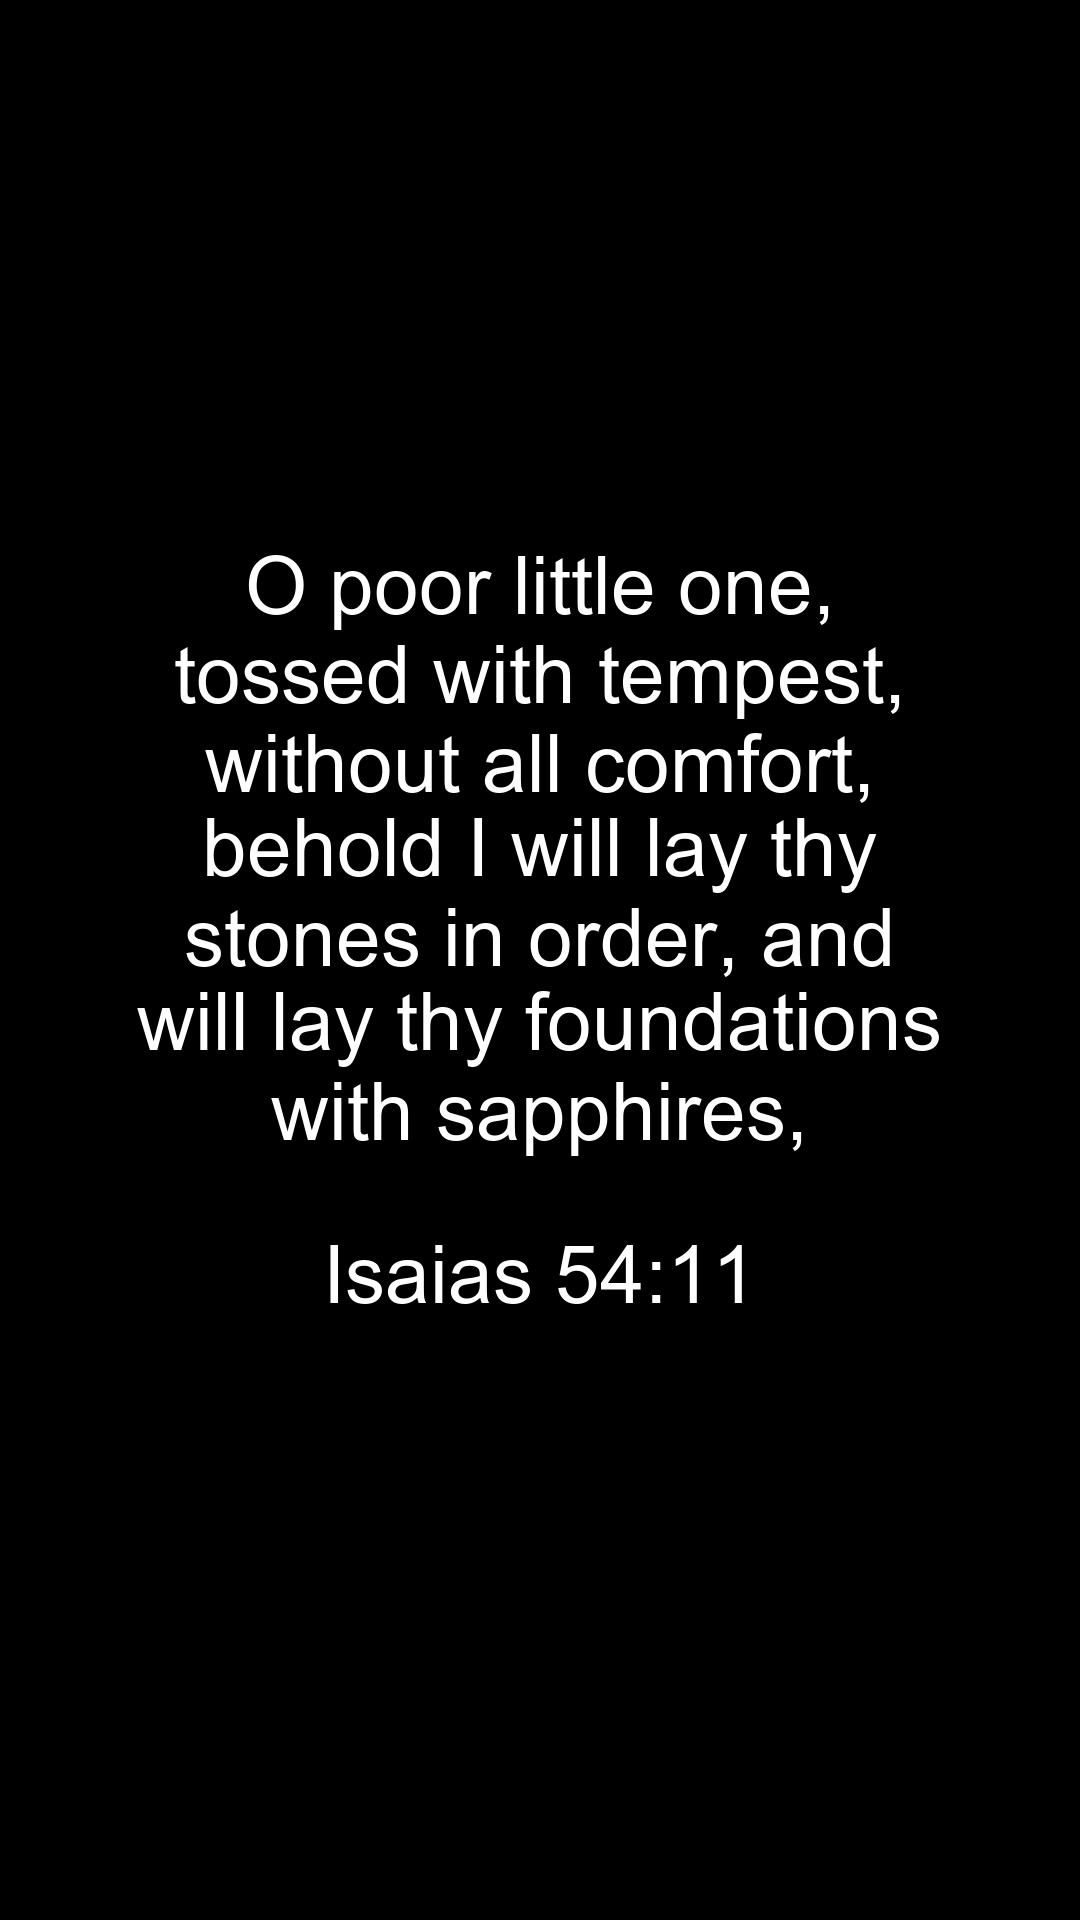 O poor little one,
tossed with tempest,
without all comfort,
behold I will lay thy
stones in order, and
will lay thy foundations
with sapphires,
Isaias 54:11